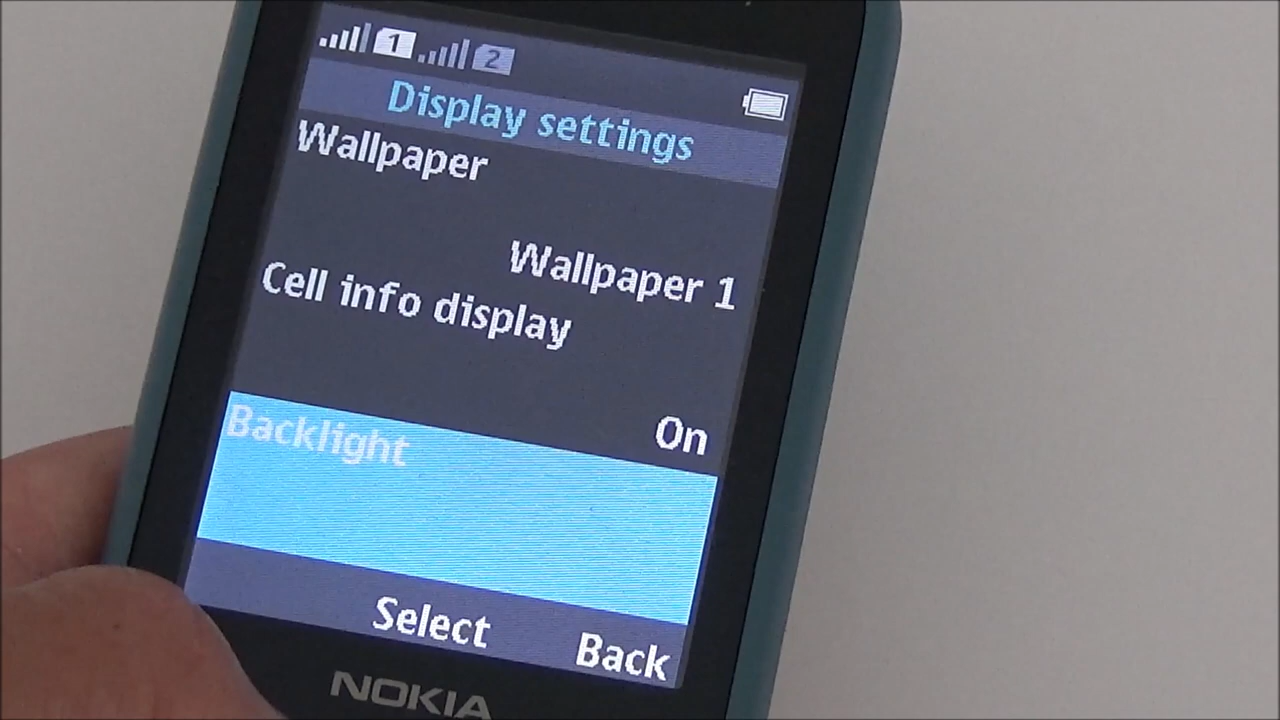 1 2
Display settings
Wallpaper
Wallpaper 1
Cell info display
On
Backlight
Select Back
NOKIA